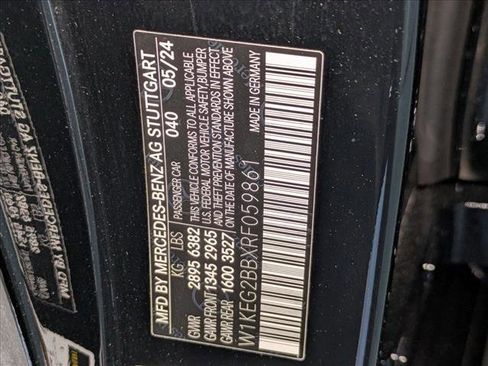 MFD BY MERCEDES-BENZ AG STUTTGART
PASSENGER CAR 040 05/24
KG LBS
GVWR 2895 6382
GAWR FRONT 1345 2965
GAWR REAR 1600 3527
THIS VEHICLE CONFORMS TO ALL APPLICABLE
U.S. FEDERAL MOTOR VEHICLE SAFETY, BUMPER
AND THEFT PREVENTION STANDARDS IN EFFECT
ON THE DATE OF MANUFACTURE SHOWN ABOVE
W1KEG2BBXRF059861
MADE IN GERMANY